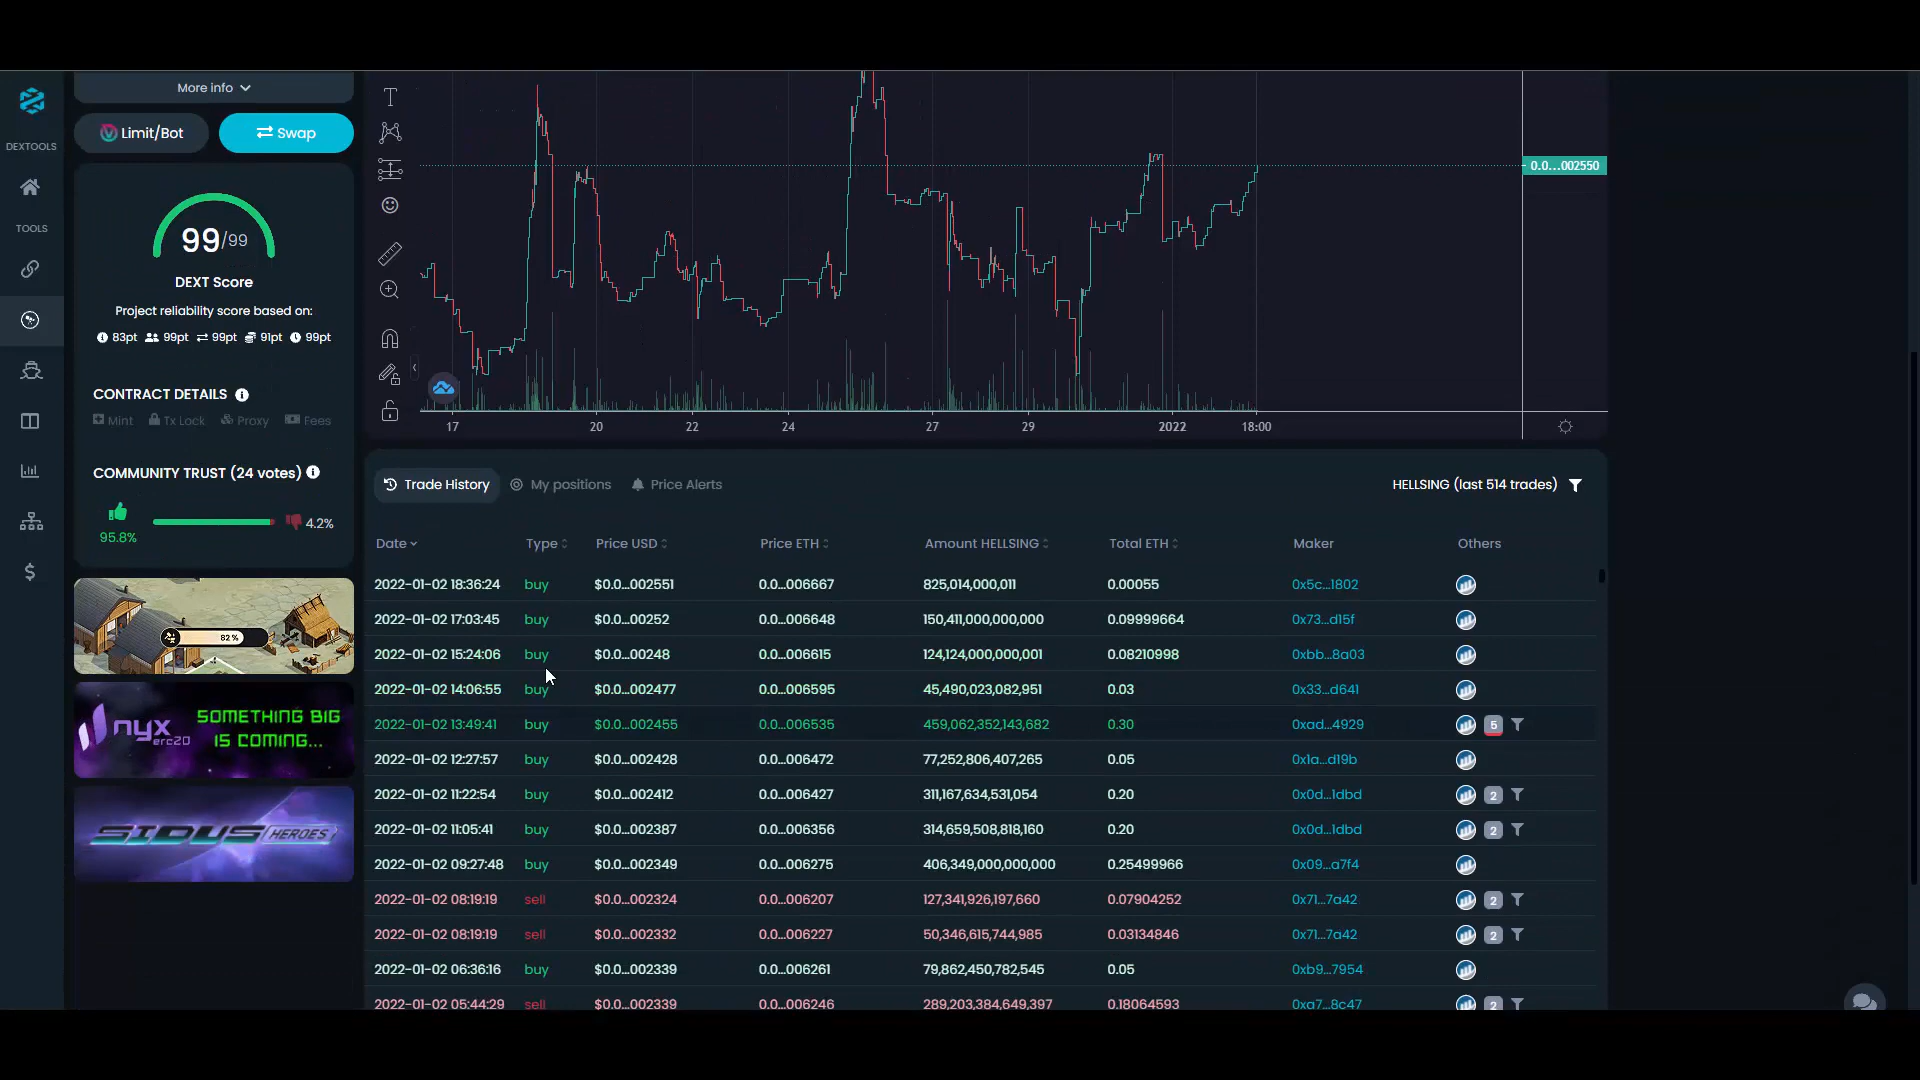 More info
Limit/Bot
Swap
DEXTOOLS
TOOLS
99/99
DEXT Score
Project reliability score based on:
83pt 99pt 99pt 91pt 99pt
CONTRACT DETAILS
Mint Tx Lock Proxy Fees
COMMUNITY TRUST (24 votes)
95.8%
4.2%
82 %
nyx erc20
SOMETHING BIG
IS COMING...
SIDUS HEROES
0.0...002550
17 20 22 24 27 29 2022 18:00
Trade History My positions Price Alerts
HELLSING (last 514 trades)
Date Type Price USD Price ETH Amount HELLSING Total ETH Maker Others
2022-01-02 18:36:24 buy $0.0...002551 0.0...006667 825,014,000,011 0.00055 0x5c...1802
2022-01-02 17:03:45 buy $0.0...00252 0.0...006648 150,411,000,000,000 0.09999664 0x73...d15f
2022-01-02 15:24:06 buy $0.0...00248 0.0...006615 124,124,000,000,001 0.08210998 0xbb...8a03
2022-01-02 14:06:55 buy $0.0...002477 0.0...006595 45,490,023,082,951 0.03 0x33...d641
2022-01-02 13:49:41 buy $0.0...002455 0.0...006535 459,062,352,143,682 0.30 0xad...4929 5
2022-01-02 12:27:57 buy $0.0...002428 0.0...006472 77,252,806,407,265 0.05 0x1a...d19b
2022-01-02 11:22:54 buy $0.0...002412 0.0...006427 311,167,634,531,054 0.20 0x0d...1dbd 2
2022-01-02 11:05:41 buy $0.0...002387 0.0...006356 314,659,508,818,160 0.20 0x0d...1dbd 2
2022-01-02 09:27:48 buy $0.0...002349 0.0...006275 406,349,000,000,000 0.25499966 0x09...a7f4
2022-01-02 08:19:19 sell $0.0...002324 0.0...006207 127,341,926,197,660 0.07904252 0x71...7a42 2
2022-01-02 08:19:19 sell $0.0...002332 0.0...006227 50,346,615,744,985 0.03134846 0x71...7a42 2
2022-01-02 06:36:16 buy $0.0...002339 0.0...006261 79,862,450,782,545 0.05 0xb9...7954
2022-01-02 05:44:29 sell $0.0...002339 0.0...006246 289,203,384,649,397 0.18064593 0xa7...8c47 2